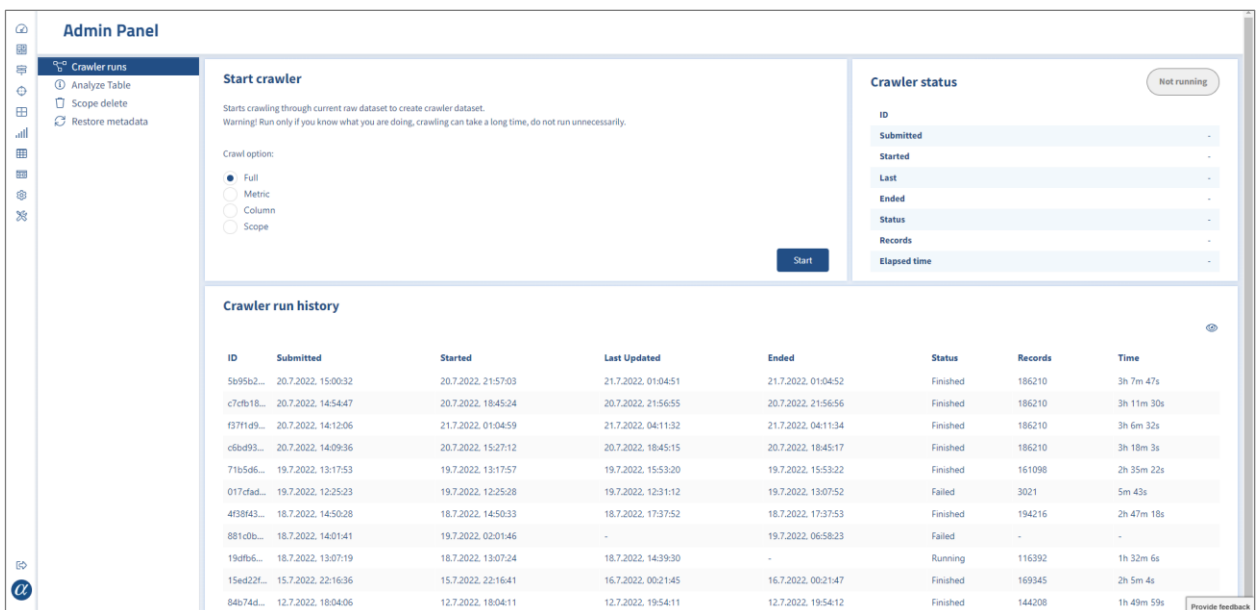 Admin Panel
Crawler runs
Analyze Table
Scope delete
Restore metadata
Start crawler
Starts crawling through current raw dataset to create crawler dataset.
Warning! Run only if you know what you are doing, crawling can take a long time, do not run unnecessarily.
Crawl option:
Full
Metric
Column
Scope
Start
Crawler status
Not running
ID
Submitted -
Started -
Last -
Ended -
Status -
Records -
Elapsed time -
Crawler run history
ID Submitted Started Last Updated Ended Status Records Time
5b95b2... 20.7.2022, 15:00:32 20.7.2022, 21:57:03 21.7.2022, 01:04:51 21.7.2022, 01:04:52 Finished 186210 3h 7m 47s
c7cfb18... 20.7.2022, 14:54:47 20.7.2022, 18:45:24 20.7.2022, 21:56:55 20.7.2022, 21:56:56 Finished 186210 3h 11m 30s
f37f1d9... 20.7.2022, 14:12:06 21.7.2022, 01:04:59 21.7.2022, 04:11:32 21.7.2022, 04:11:34 Finished 186210 3h 6m 32s
c6bd93... 20.7.2022, 14:09:36 20.7.2022, 15:27:12 20.7.2022, 18:45:15 20.7.2022, 18:45:17 Finished 186210 3h 18m 3s
71b5d6... 19.7.2022, 13:17:53 19.7.2022, 13:17:57 19.7.2022, 15:53:20 19.7.2022, 15:53:22 Finished 161098 2h 35m 22s
017cfad... 19.7.2022, 12:25:23 19.7.2022, 12:25:28 19.7.2022, 12:31:12 19.7.2022, 13:07:52 Failed 3021 5m 43s
4f38f43... 18.7.2022, 14:50:28 18.7.2022, 14:50:33 18.7.2022, 17:37:52 18.7.2022, 17:37:53 Finished 194216 2h 47m 18s
881c0b... 18.7.2022, 14:01:41 19.7.2022, 02:01:46 - 19.7.2022, 06:58:23 Failed - -
19dfb6... 18.7.2022, 13:07:19 18.7.2022, 13:07:24 18.7.2022, 14:39:30 - Running 116392 1h 32m 6s
15ed22f... 15.7.2022, 22:16:36 15.7.2022, 22:16:41 16.7.2022, 00:21:45 16.7.2022, 00:21:47 Finished 169345 2h 5m 4s
84b74d... 12.7.2022, 18:04:06 12.7.2022, 18:04:11 12.7.2022, 19:54:11 12.7.2022, 19:54:12 Finished 144208 1h 49m 59s
α
Provide feedback